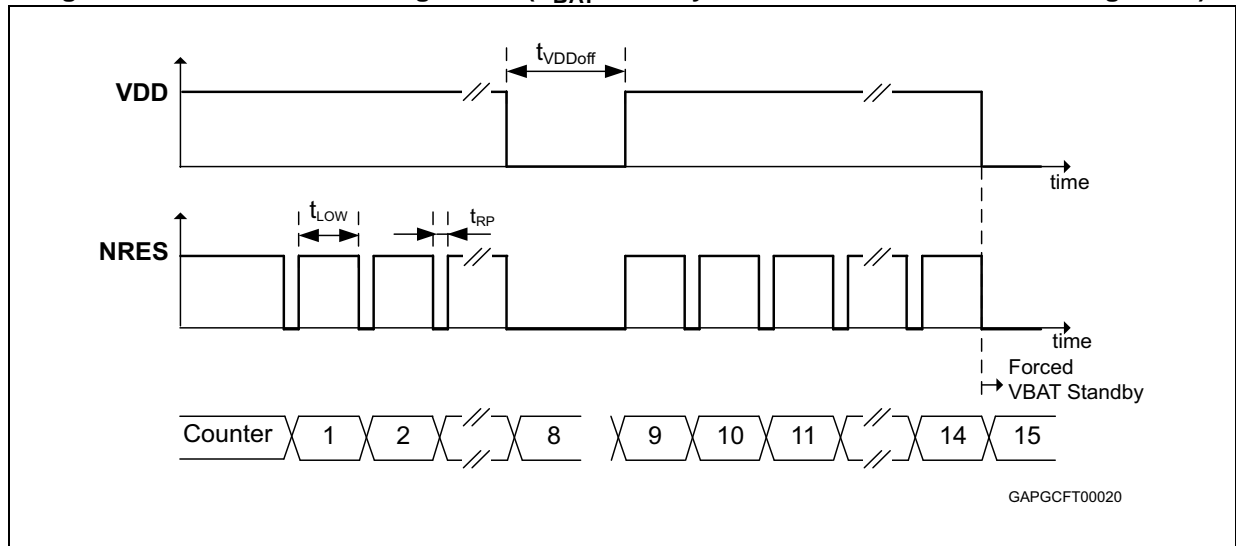 tVDDoff
VDD
time
tLOW
tRP
NRES
time
Forced
VBAT Standby
Counter 1 2 8 9 10 11 14 15
GAPGCFT00020